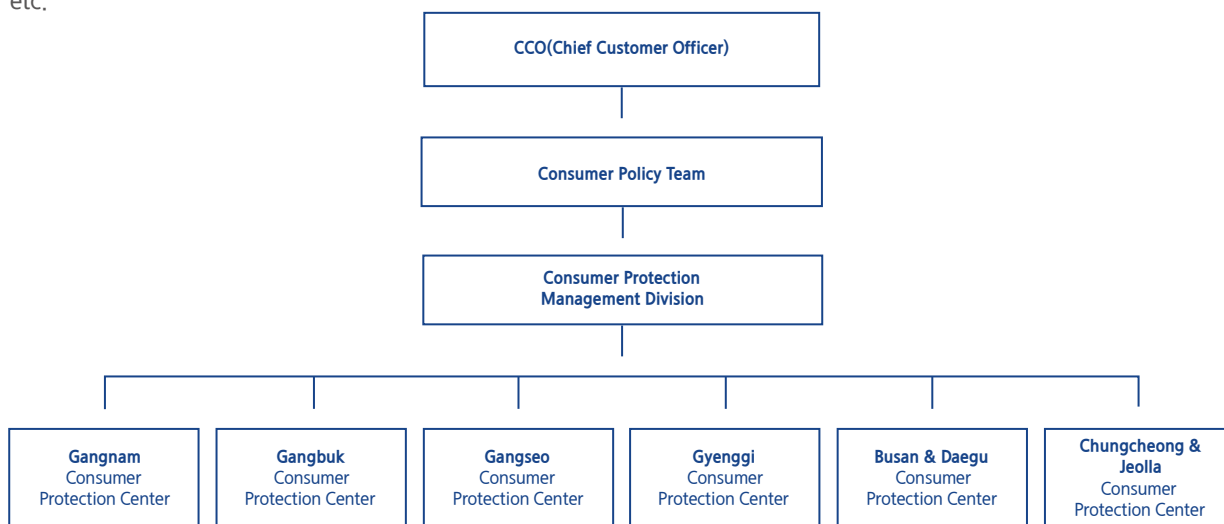 etc.
CCO(Chief Customer Officer)
Consumer Policy Team
Consumer Protection
Management Division
Gangnam
Consumer
Protection Center
Gangbuk
Consumer
Protection Center
Gangseo
Consumer
Protection Center
Gyenggi
Consumer
Protection Center
Busan & Daegu
Consumer
Protection Center
Chungcheong &
Jeolla
Consumer
Protection Center